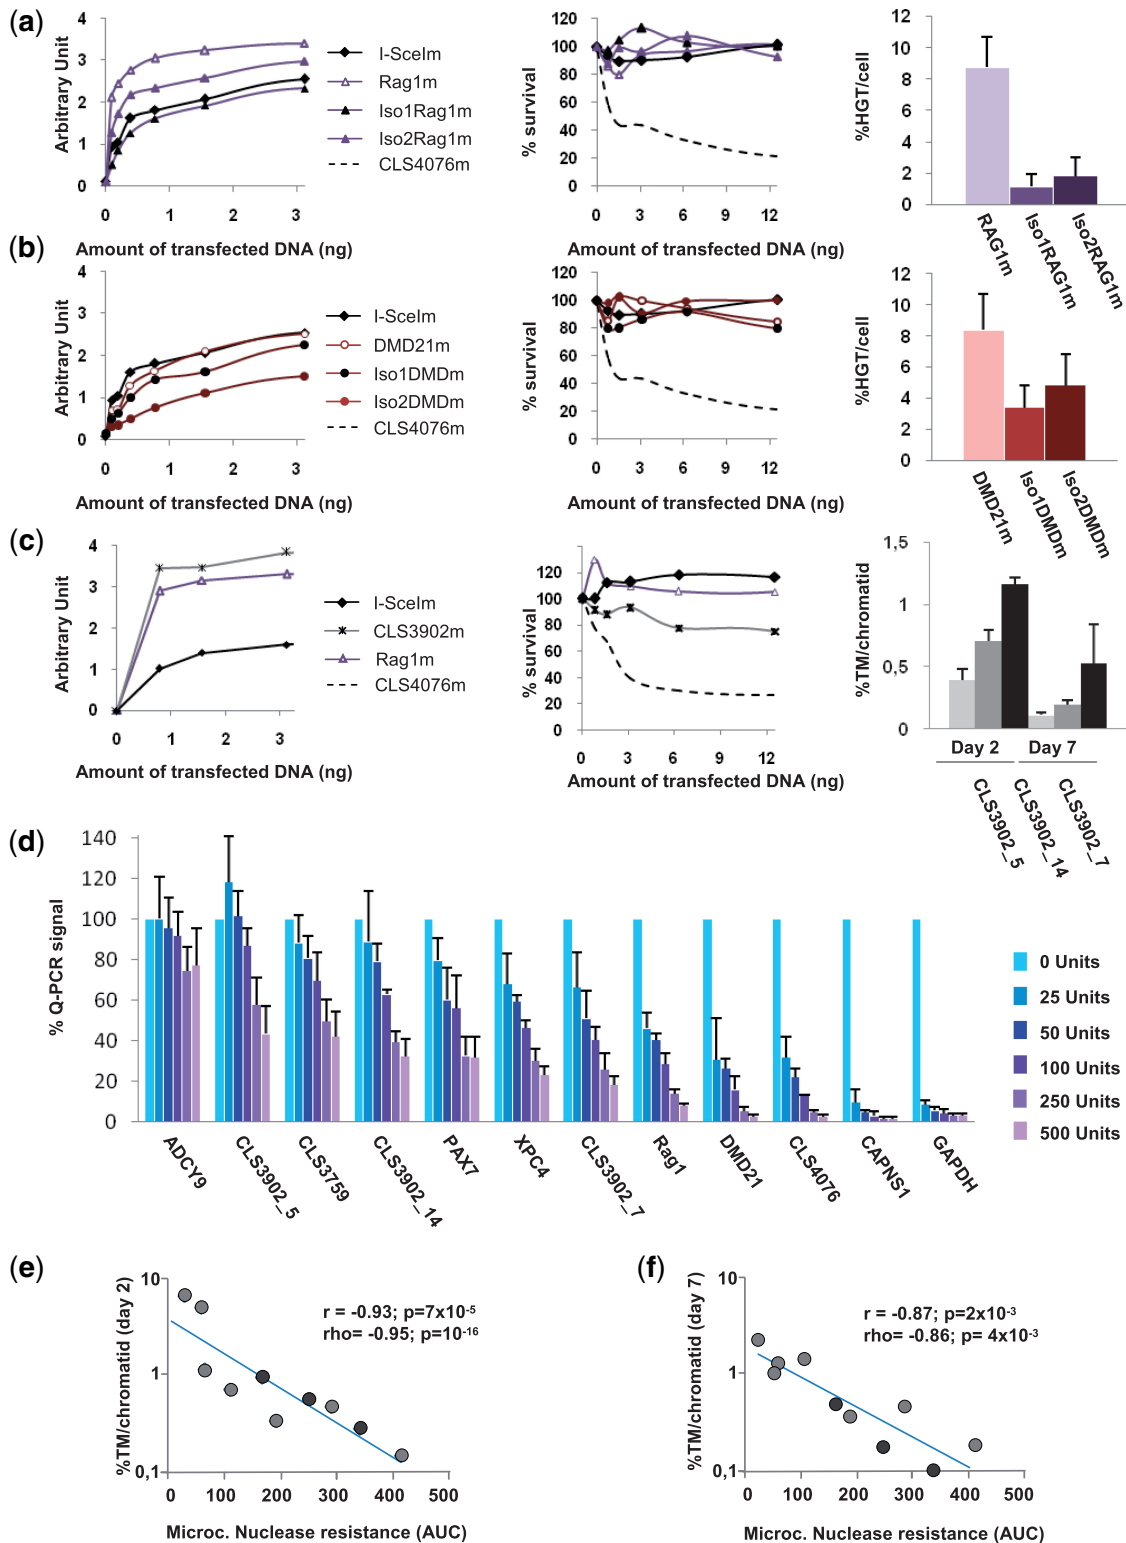 (a)
Arbitrary Unit
4
3
2
1
0
0 1 2 3
Amount of transfected DNA (ng)
I-SceIm
Rag1m
Iso1Rag1m
Iso2Rag1m
CLS4076m
% survival
120
100
80
60
40
20
0
0 3 6 9 12
Amount of transfected DNA (ng)
%HGT/cell
12
10
8
6
4
2
0
RAG1m
Iso1RAG1m
Iso2RAG1m
(b)
Arbitrary Unit
4
3
2
1
0
0 1 2 3
Amount of transfected DNA (ng)
I-SceIm
DMD21m
Iso1DMDm
Iso2DMDm
CLS4076m
% survival
120
100
80
60
40
20
0
0 3 6 9 12
Amount of transfected DNA (ng)
%HGT/cell
12
10
8
6
4
2
0
DMD21m
Iso1DMDm
Iso2DMDm
(c)
Arbitrary Unit
4
3
2
1
0
0 1 2 3
Amount of transfected DNA (ng)
I-SceIm
CLS3902m
Rag1m
CLS4076m
% survival
120
100
80
60
40
20
0
0 3 6 9 12
Amount of transfected DNA (ng)
%TM/chromatid
1,5
1
0,5
0
Day 2 Day 7
CLS3902_5
CLS3902_14
CLS3902_7
(d)
% Q-PCR signal
140
120
100
80
60
40
20
0
ADCY9
CLS3902_5
CLS3759
CLS3902_14
PAX7
XPC4
CLS3902_7
Rag1
DMD21
CLS4076
CAPNS1
GAPDH
0 Units
25 Units
50 Units
100 Units
250 Units
500 Units
(e)
%TM/chromatid (day 2)
10
1
0,1
r = -0.93; p=7x10-5
rho= -0.95; p=10-16
0 100 200 300 400 500
Microc. Nuclease resistance (AUC)
(f)
%TM/chromatid (day 7)
10
1
0,1
r = -0.87; p=2x10-3
rho= -0.86; p= 4x10-3
0 100 200 300 400 500
Microc. Nuclease resistance (AUC)